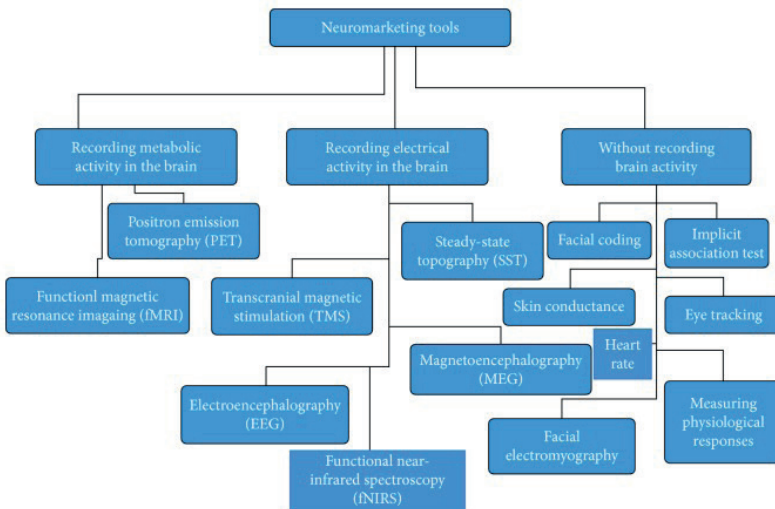 Neuromarketing tools
Recording metabolic
activity in the brain
Recording electrical
activity in the brain
Without recording
brain activity
Positron emission
tomography (PET)
Steady-state
topography (SST)
Facial coding
Implicit
association test
Functionl magnetic
resonance imagaing (fMRI)
Transcranial magnetic
stimulation (TMS)
Skin conductance
Eye tracking
Heart
rate
Magnetoencephalography
(MEG)
Electroencephalography
(EEG)
Measuring
physiological
responses
Facial
electromyography
Functional near-
infrared spectroscopy
(fNIRS)